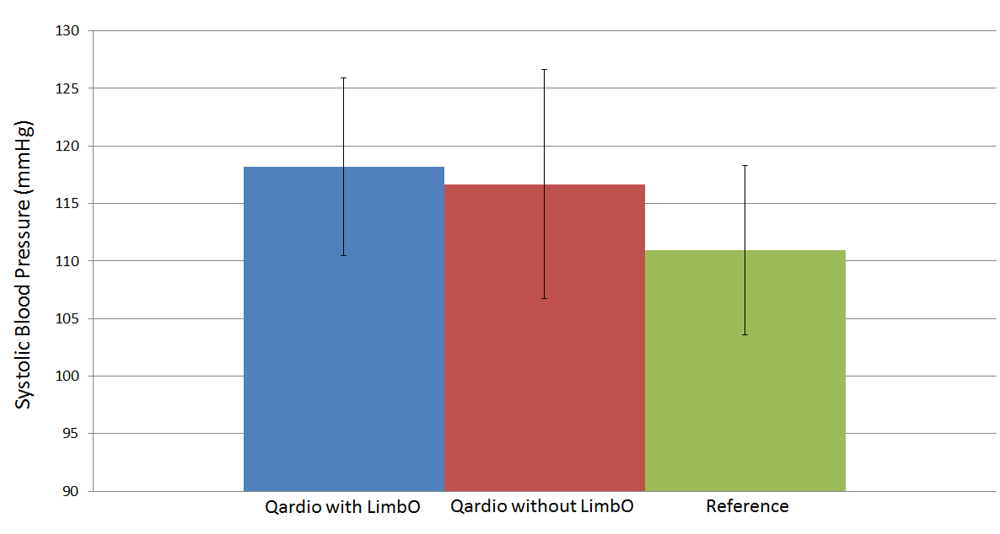 130
125
120
115
110
105
100
95
90
Systolic Blood Pressure (mmHg)
Qardio with LimbO
Qardio without LimbO
Reference